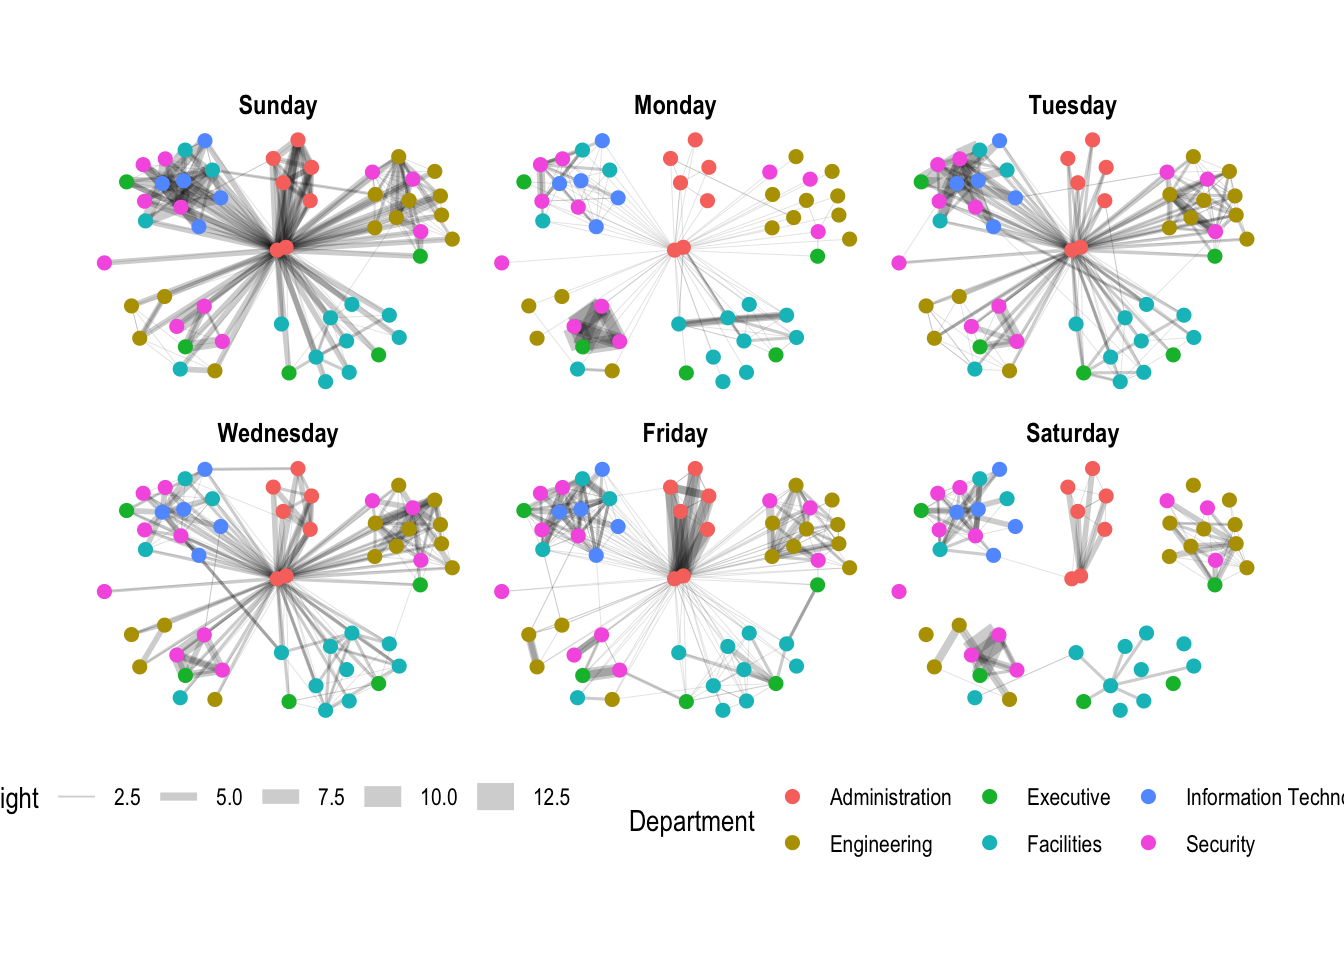 Sunday Monday Tuesday
Wednesday Friday Saturday
ight 2.5 5.0 7.5 10.0 12.5
Department
Administration Executive Information Techno
Engineering Facilities Security